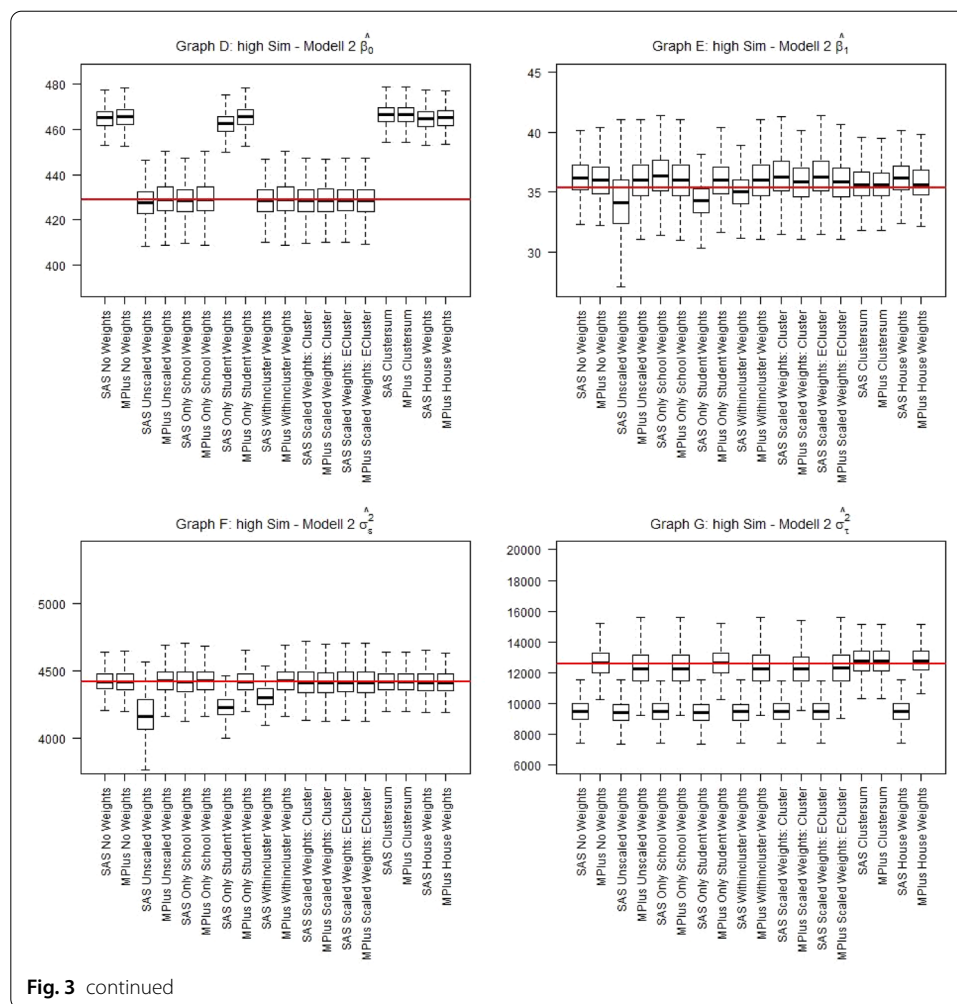 Graph D: high Sim - Modell 2 β̂₀
480
460
440
420
400
SAS No Weights
MPlus No Weights
SAS Unscaled Weights
MPlus Unscaled Weights
SAS Only School Weights
MPlus Only School Weights
SAS Only Student Weights
MPlus Only Student Weights
SAS Withincluster Weights
MPlus Withincluster Weights
SAS Scaled Weights: Cluster
MPlus Scaled Weights: Cluster
SAS Scaled Weights: ECluster
MPlus Scaled Weights: ECluster
SAS Clustersum
MPlus Clustersum
SAS House Weights
MPlus House Weights
Graph E: high Sim - Modell 2 β̂₁
45
40
35
30
SAS No Weights
MPlus No Weights
SAS Unscaled Weights
MPlus Unscaled Weights
SAS Only School Weights
MPlus Only School Weights
SAS Only Student Weights
MPlus Only Student Weights
SAS Withincluster Weights
MPlus Withincluster Weights
SAS Scaled Weights: Cluster
MPlus Scaled Weights: Cluster
SAS Scaled Weights: ECluster
MPlus Scaled Weights: ECluster
SAS Clustersum
MPlus Clustersum
SAS House Weights
MPlus House Weights
Graph F: high Sim - Modell 2 σ̂²ₛ
5000
4500
4000
SAS No Weights
MPlus No Weights
SAS Unscaled Weights
MPlus Unscaled Weights
SAS Only School Weights
MPlus Only School Weights
SAS Only Student Weights
MPlus Only Student Weights
SAS Withincluster Weights
MPlus Withincluster Weights
SAS Scaled Weights: Cluster
MPlus Scaled Weights: Cluster
SAS Scaled Weights: ECluster
MPlus Scaled Weights: ECluster
SAS Clustersum
MPlus Clustersum
SAS House Weights
MPlus House Weights
Graph G: high Sim - Modell 2 σ̂²_τ
20000
18000
16000
14000
12000
10000
8000
6000
SAS No Weights
MPlus No Weights
SAS Unscaled Weights
MPlus Unscaled Weights
SAS Only School Weights
MPlus Only School Weights
SAS Only Student Weights
MPlus Only Student Weights
SAS Withincluster Weights
MPlus Withincluster Weights
SAS Scaled Weights: Cluster
MPlus Scaled Weights: Cluster
SAS Scaled Weights: ECluster
MPlus Scaled Weights: ECluster
SAS Clustersum
MPlus Clustersum
SAS House Weights
MPlus House Weights
Fig. 3 continued